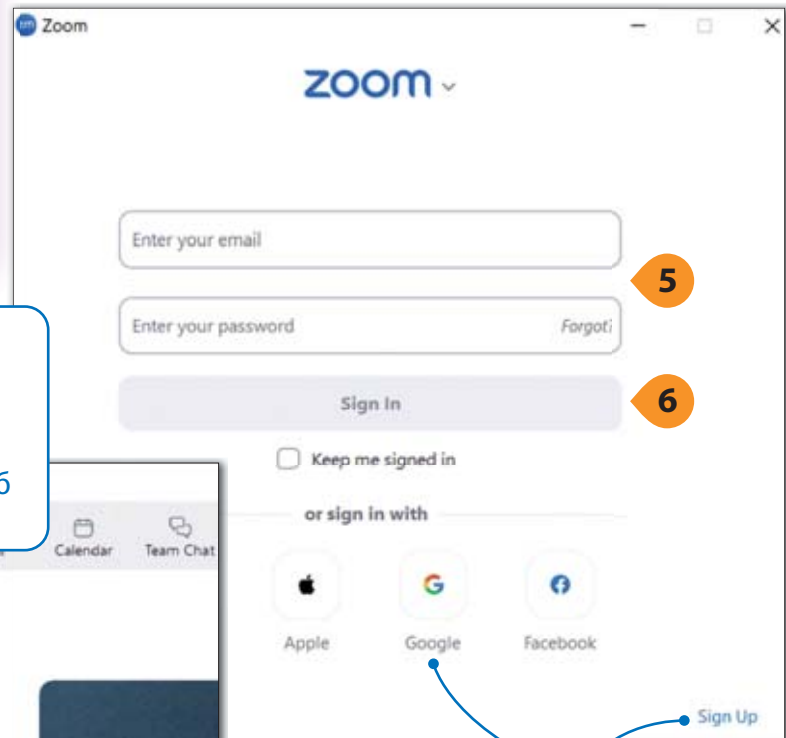 Zoom
zoom
Enter your email
5
Enter your password
Forgot?
Sign In
6
Keep me signed in
or sign in with
Calendar
Team Chat
Apple
Google
Facebook
Sign Up